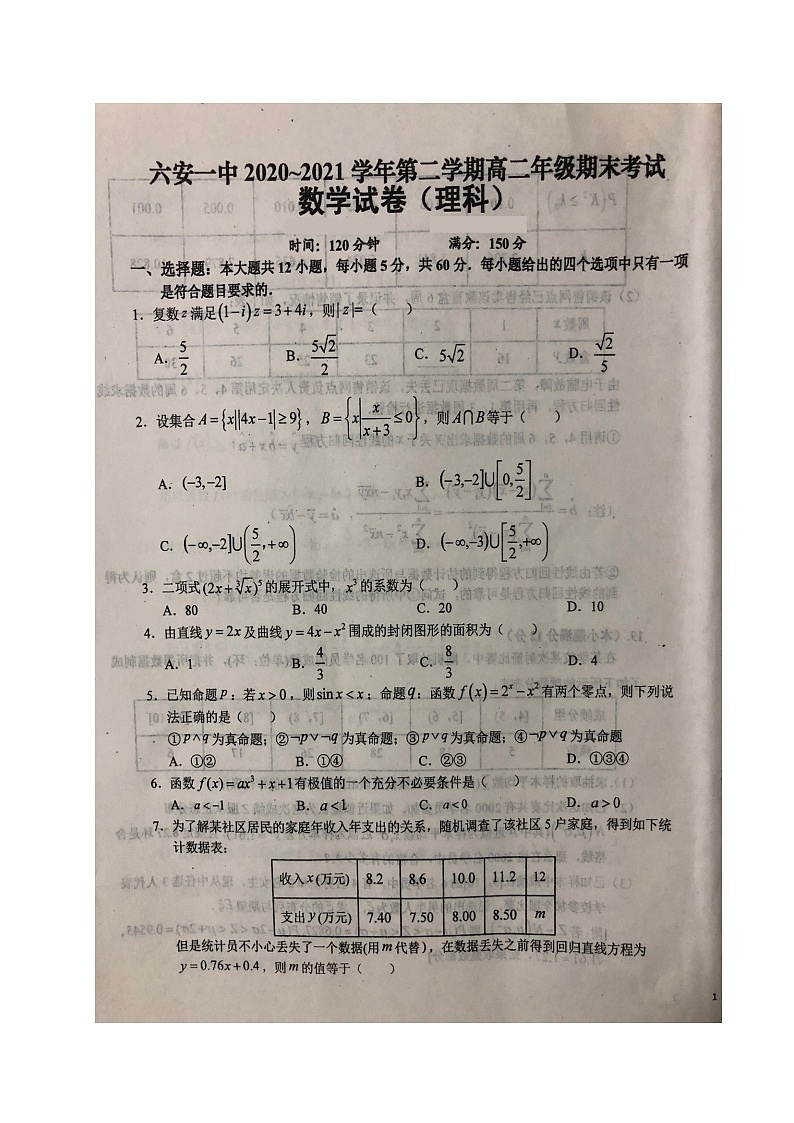 六安一中 2020~2021 学年第二学期高二年级期末考试
数学试卷（理科）
时间：120 分钟 满分：150 分
一、选择题：本大题共 12 小题，每小题 5 分，共 60 分．每小题给出的四个选项中只有一项
是符合题目要求的．
1．复数 z 满足(1−i)z=3+4i，则|z|=（ ）
A．5/2 B．5√2/2 C．5√2 D．√2/5
2．设集合 A={x||4x−1|≥9}，B={x|x/(x+3)≤0}，则 A∩B等于（ ）
A．(−3,−2] B．(−3,−2]∪[0,5/2]
C．(−∞,−2]∪(5/2,+∞) D．(−∞,−3)∪[5/2,+∞)
3．二项式(2x+∛x)⁵的展开式中，x³的系数为（ ）
A．80 B．40 C．20 D．10
4．由直线 y=2x 及曲线 y=4x−x² 围成的封闭图形的面积为（ ）
A．1 B．4/3 C．8/3 D．4
5．已知命题 p：若 x>0，则sin x<x；命题q：函数 f(x)=2ˣ−x²有两个零点，则下列说
法正确的是（ ）
①p∧q为真命题；②¬p∨¬q为真命题；③p∨q为真命题；④¬p∨q为真命题
A．①② B．①④ C．②③ D．①③④
6．函数 f(x)=ax³+x+1有极值的一个充分不必要条件是（ ）
A．a<−1 B．a<1 C．a<0 D．a>0
7．为了解某社区居民的家庭年收入年支出的关系，随机调查了该社区 5 户家庭，得到如下统
计数据表：
收入 x (万元) 8.2 8.6 10.0 11.2 12
支出 y (万元) 7.40 7.50 8.00 8.50 m
但是统计员不小心丢失了一个数据(用 m 代替)，在数据丢失之前得到回归直线方程为
y=0.76x+0.4，则 m 的值等于（ ）
1